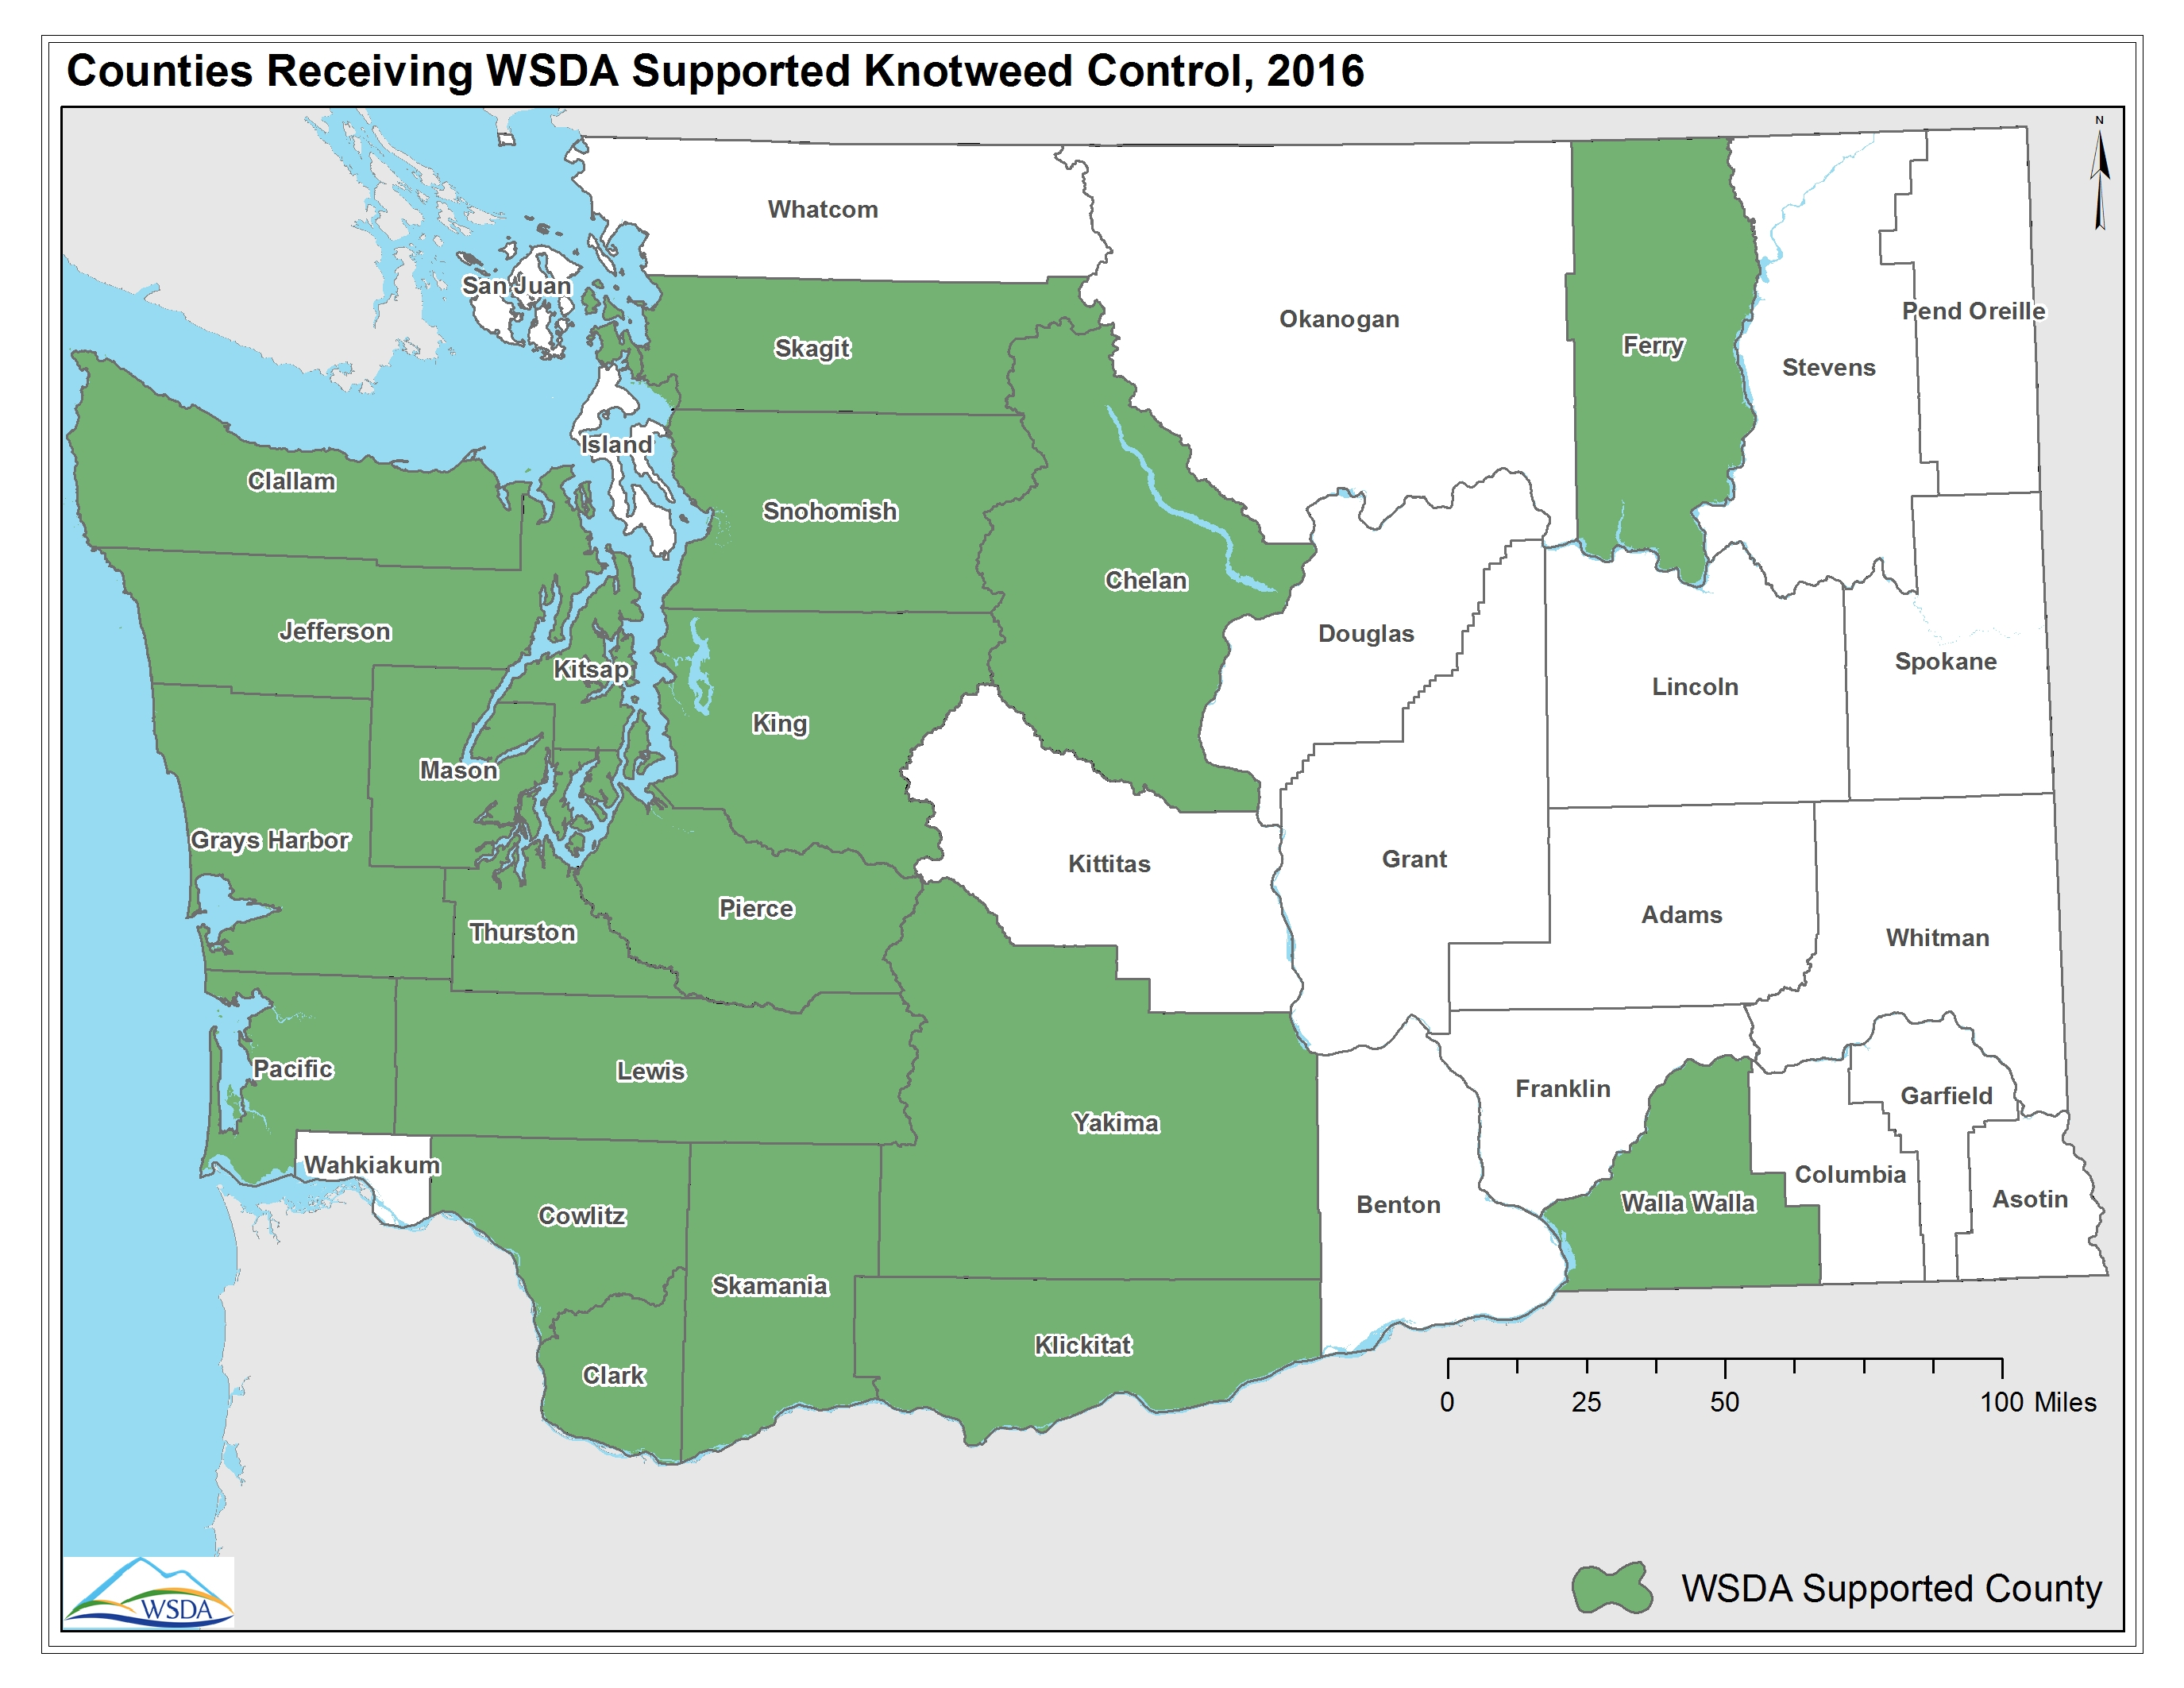 Counties Receiving WSDA Supported Knotweed Control, 2016
N
Whatcom
San Juan
Skagit
Okanogan
Ferry
Pend Oreille
Stevens
Island
Clallam
Snohomish
Chelan
Jefferson
Douglas
Kitsap
Spokane
Lincoln
King
Mason
Grays Harbor
Kittitas
Grant
Pierce
Adams
Thurston
Whitman
Pacific
Lewis
Franklin
Garfield
Yakima
Wahkiakum
Columbia
Walla Walla
Asotin
Benton
Cowlitz
Skamania
Klickitat
Clark
0 25 50 100 Miles
WSDA Supported County
WSDA